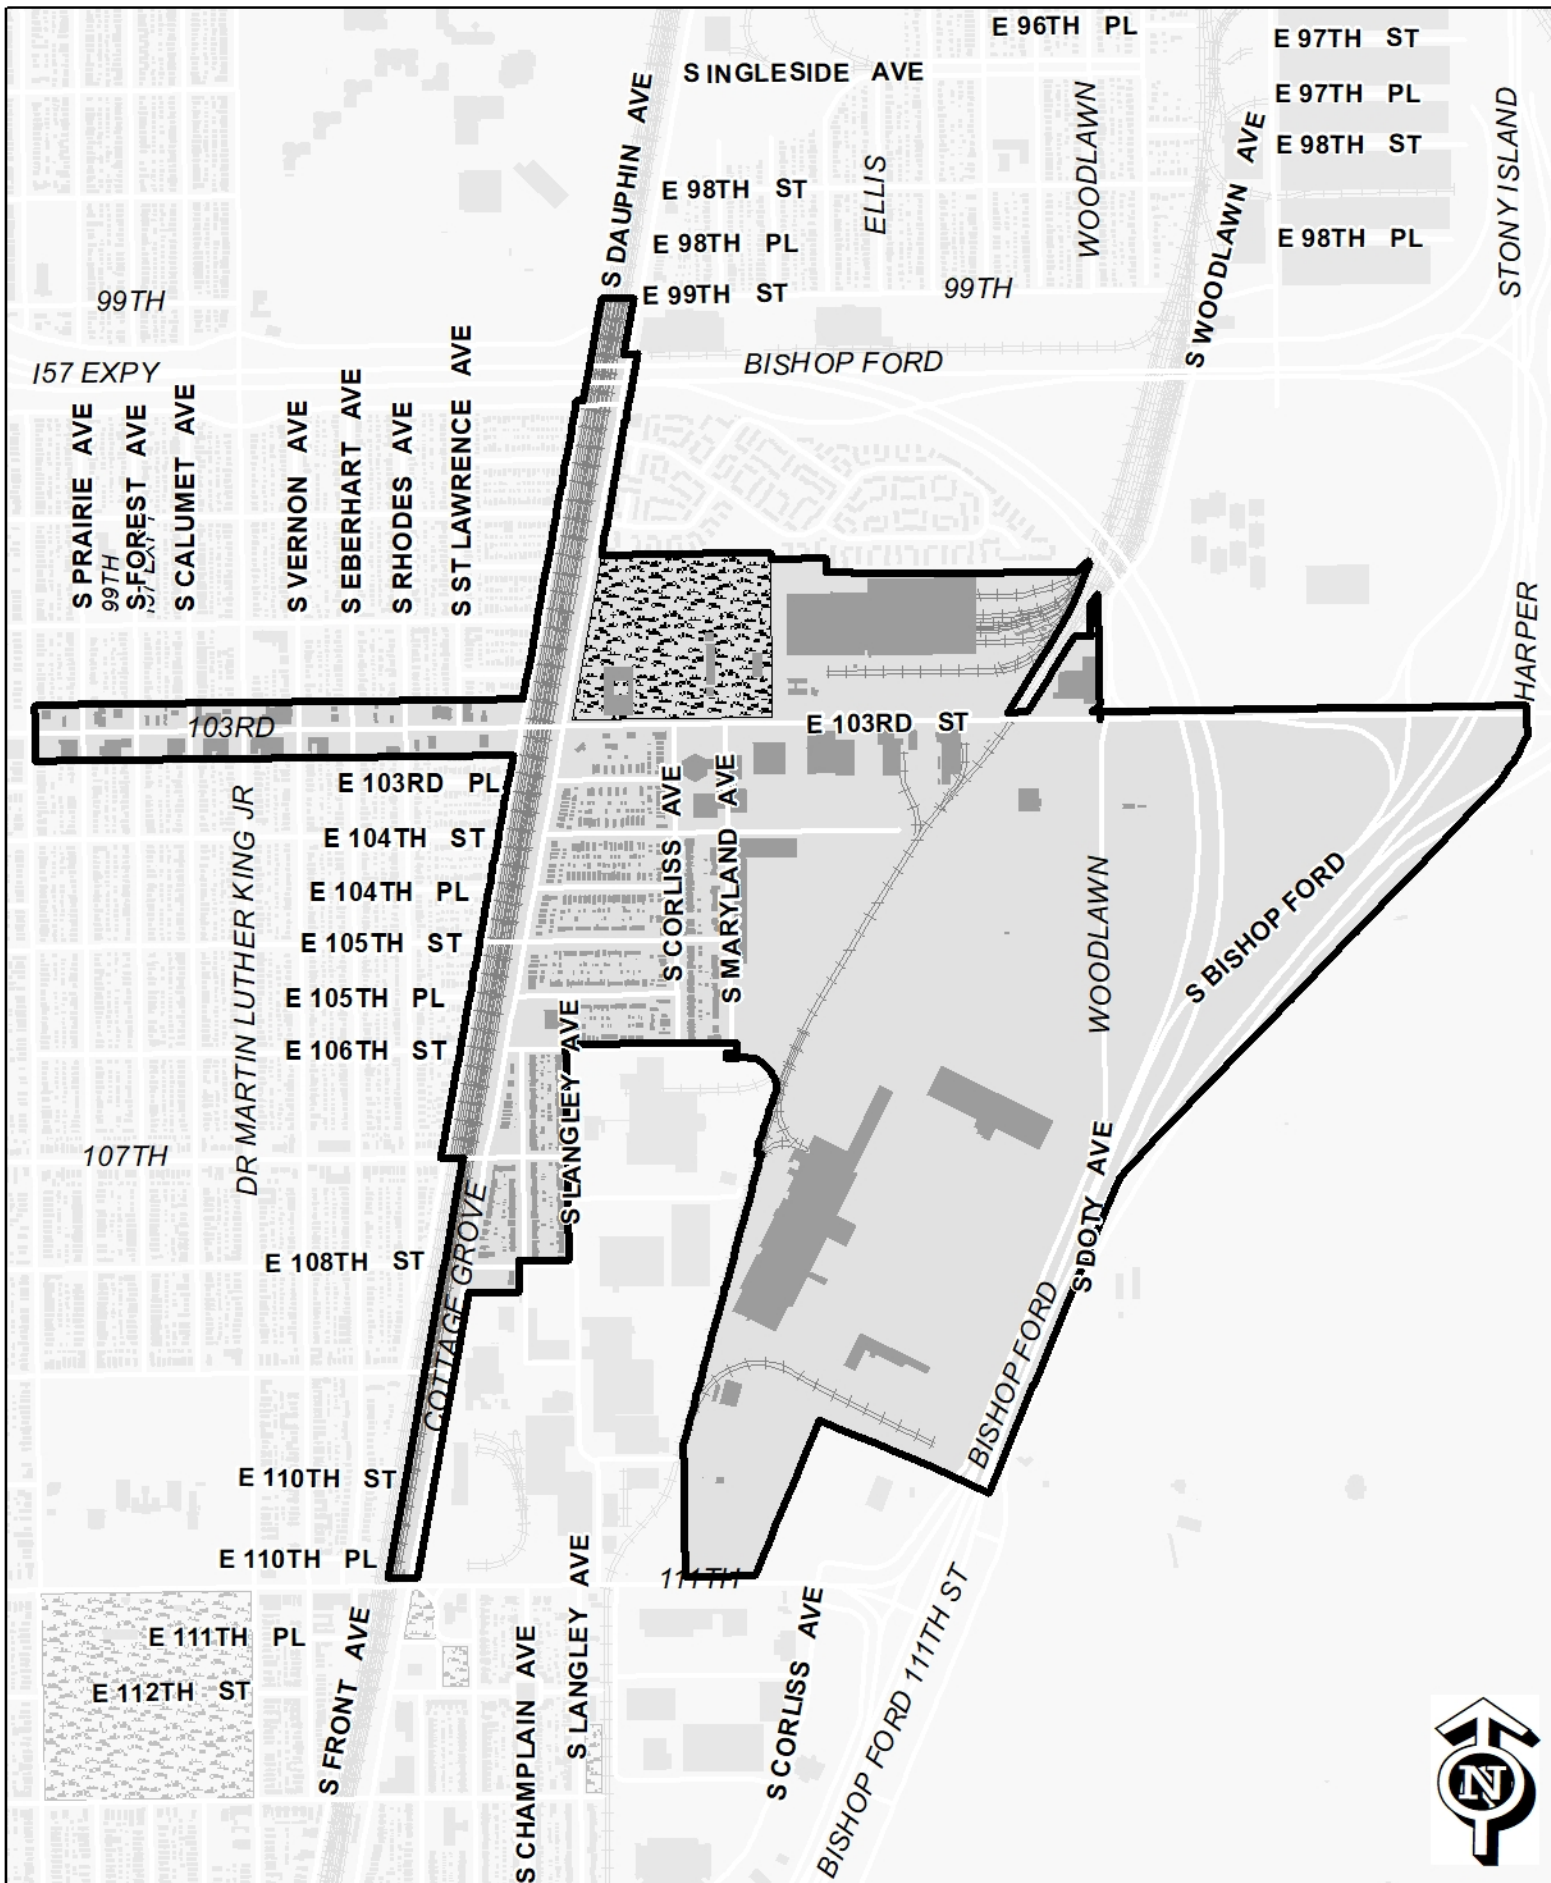 E 96TH PL
E 97TH ST
S INGLESIDE AVE
E 97TH PL
S DAUPHIN AVE
WOODLAWN
S WOODLAWN AVE
E 98TH ST
STONY ISLAND
E 98TH ST
ELLIS
E 98TH PL
E 98TH PL
E 99TH ST
99TH
99TH
I57 EXPY
BISHOP FORD
S PRAIRIE AVE
99TH
S FOREST AVE
I57 EXPY
S CALUMET AVE
S VERNON AVE
S EBERHART AVE
S RHODES AVE
S ST LAWRENCE AVE
HARPER
103RD
E 103RD ST
E 103RD PL
DR MARTIN LUTHER KING JR
S CORLISS AVE
S MARYLAND AVE
E 104TH ST
E 104TH PL
WOODLAWN
S BISHOP FORD
E 105TH ST
E 105TH PL
E 106TH ST
S LANGLEY AVE
107TH
S DOTY AVE
COTTAGE GROVE
E 108TH ST
BISHOP FORD
E 110TH ST
E 110TH PL
111TH
S LANGLEY AVE
E 111TH PL
S FRONT AVE
S CHAMPLAIN AVE
S CORLISS AVE
BISHOP FORD 111TH ST
E 112TH ST
N